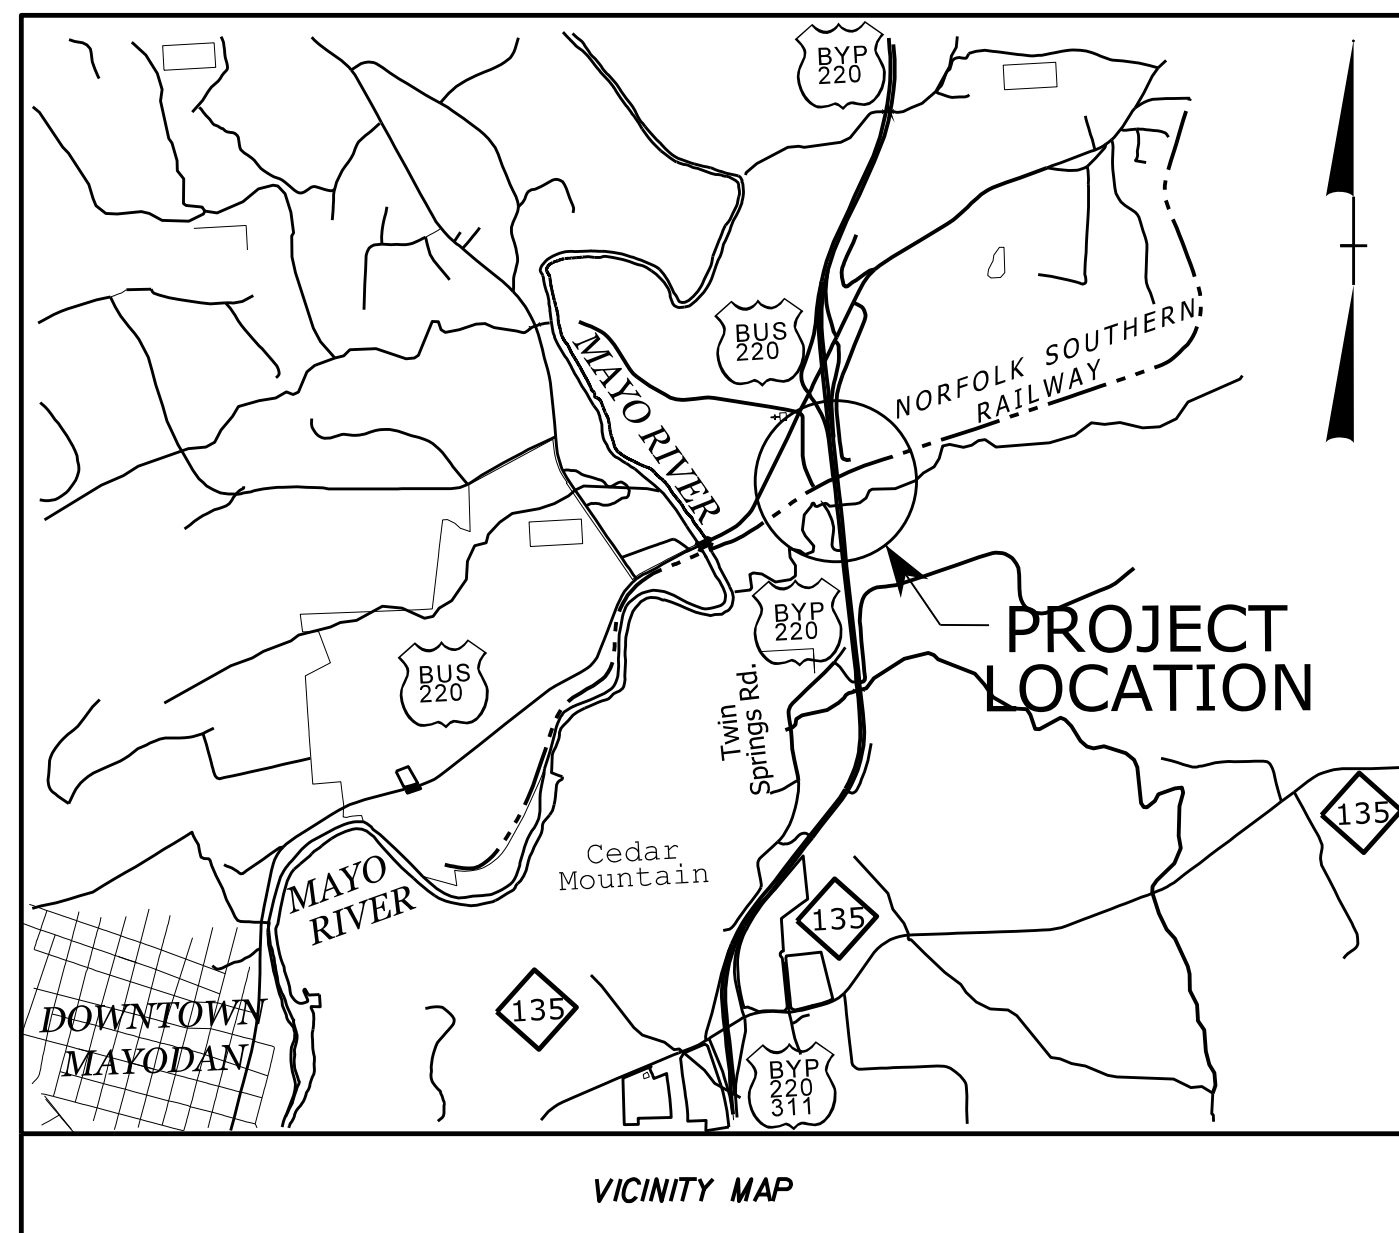 BYP
220
BUS
220
MAYO RIVER
NORFOLK SOUTHERN
RAILWAY
BYP
220
PROJECT
LOCATION
BUS
220
Twin
Springs Rd.
135
Cedar
Mountain
MAYO
RIVER
135
135
DOWNTOWN
MAYODAN
BYP
220
311
VICINITY MAP